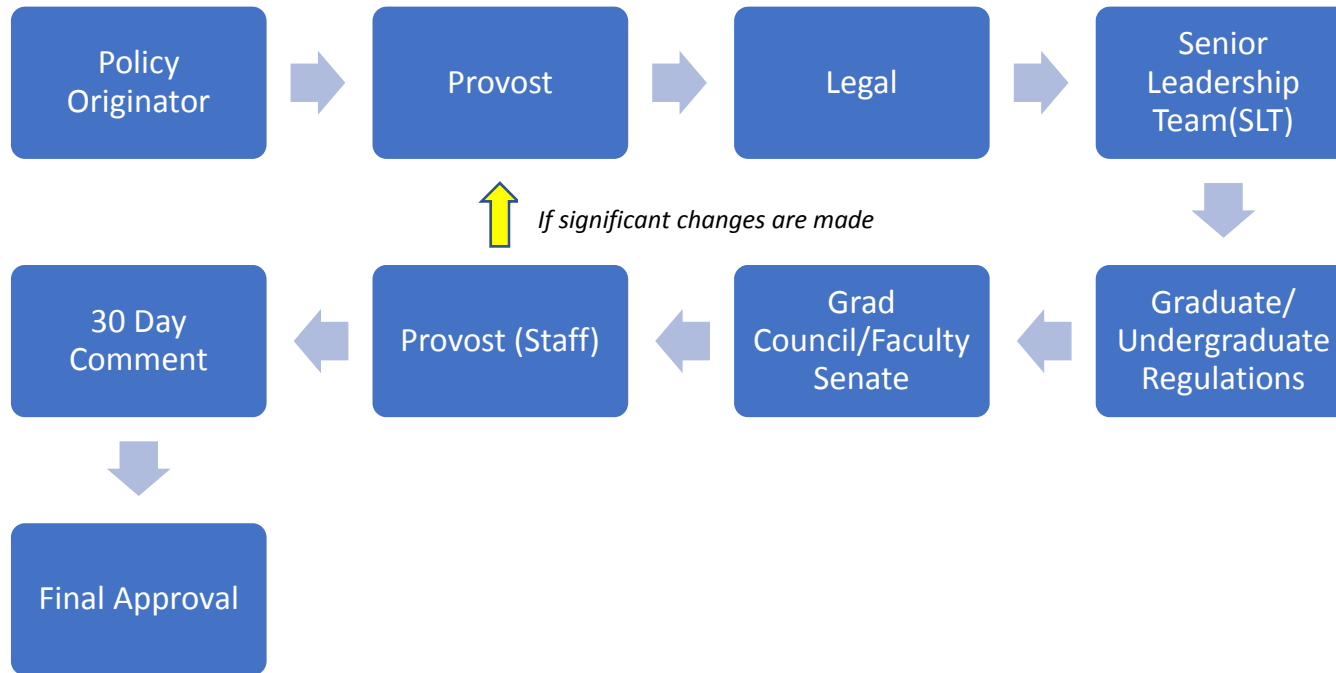 Policy
Originator
Provost
Legal
Senior
Leadership
Team(SLT)
If significant changes are made
30 Day
Comment
Provost (Staff)
Grad
Council/Faculty
Senate
Graduate/
Undergraduate
Regulations
Final Approval